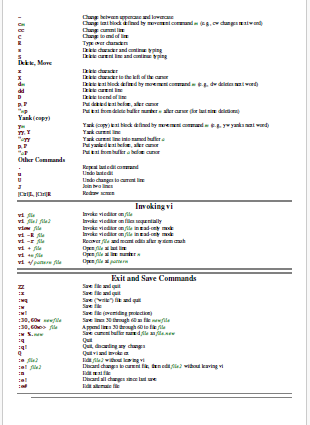 ~ Change between uppercase and lowercase
cm Change text block defined by movement command m (e.g., cw changes next word)
cc Change current line
C Change to end of line
R Type over characters
s Delete character and continue typing
S Delete current line and continue typing
Delete, Move
x Delete character
X Delete character to the left of the cursor
dm Delete text block defined by movement command m (e.g., dw deletes next word)
dd Delete current line
D Delete to end of line
p, P Put deleted text before, after cursor
"np Put text from delete buffer number n after cursor (for last nine deletions)
Yank (copy)
ym Yank (copy) text block defined by movement command m (e.g., yw yanks next word)
yy, Y Yank current line
"ayy Yank current line into named buffer a
p, P Put yanked text before, after cursor
"aP Put text from buffer a before cursor
Other Commands
. Repeat last edit command
u Undo last edit
U Undo changes to current line
J Join two lines
[Ctrl]L, [Ctrl]R Redraw screen
Invoking vi
vi file Invoke vi editor on file
vi file1 file2 Invoke vi editor on files sequentially
view file Invoke vi editor on file in read-only mode
vi -R file Invoke vi editor on file in read-only mode
vi -r file Recover file and recent edits after system crash
vi + file Open file at last line
vi +n file Open file at line number n
vi +/pattern file Open file at pattern
Exit and Save Commands
ZZ Save file and quit
:x Save file and quit
:wq Save ("write") file and quit
:w Save file
:w! Save file (overriding protection)
:30,60w newfile Save lines 30 through 60 as file newfile
:30,60w>> file Append lines 30 through 60 to file file
:w %.new Save current buffer named file as file.new
:q Quit
:q! Quit, discarding any changes
Q Quit vi and invoke ex
:e file2 Edit file2 without leaving vi
:e! file2 Discard changes to current file, then edit file2 without leaving vi
:n Edit next file
:e! Discard all changes since last save
:e# Edit alternate file